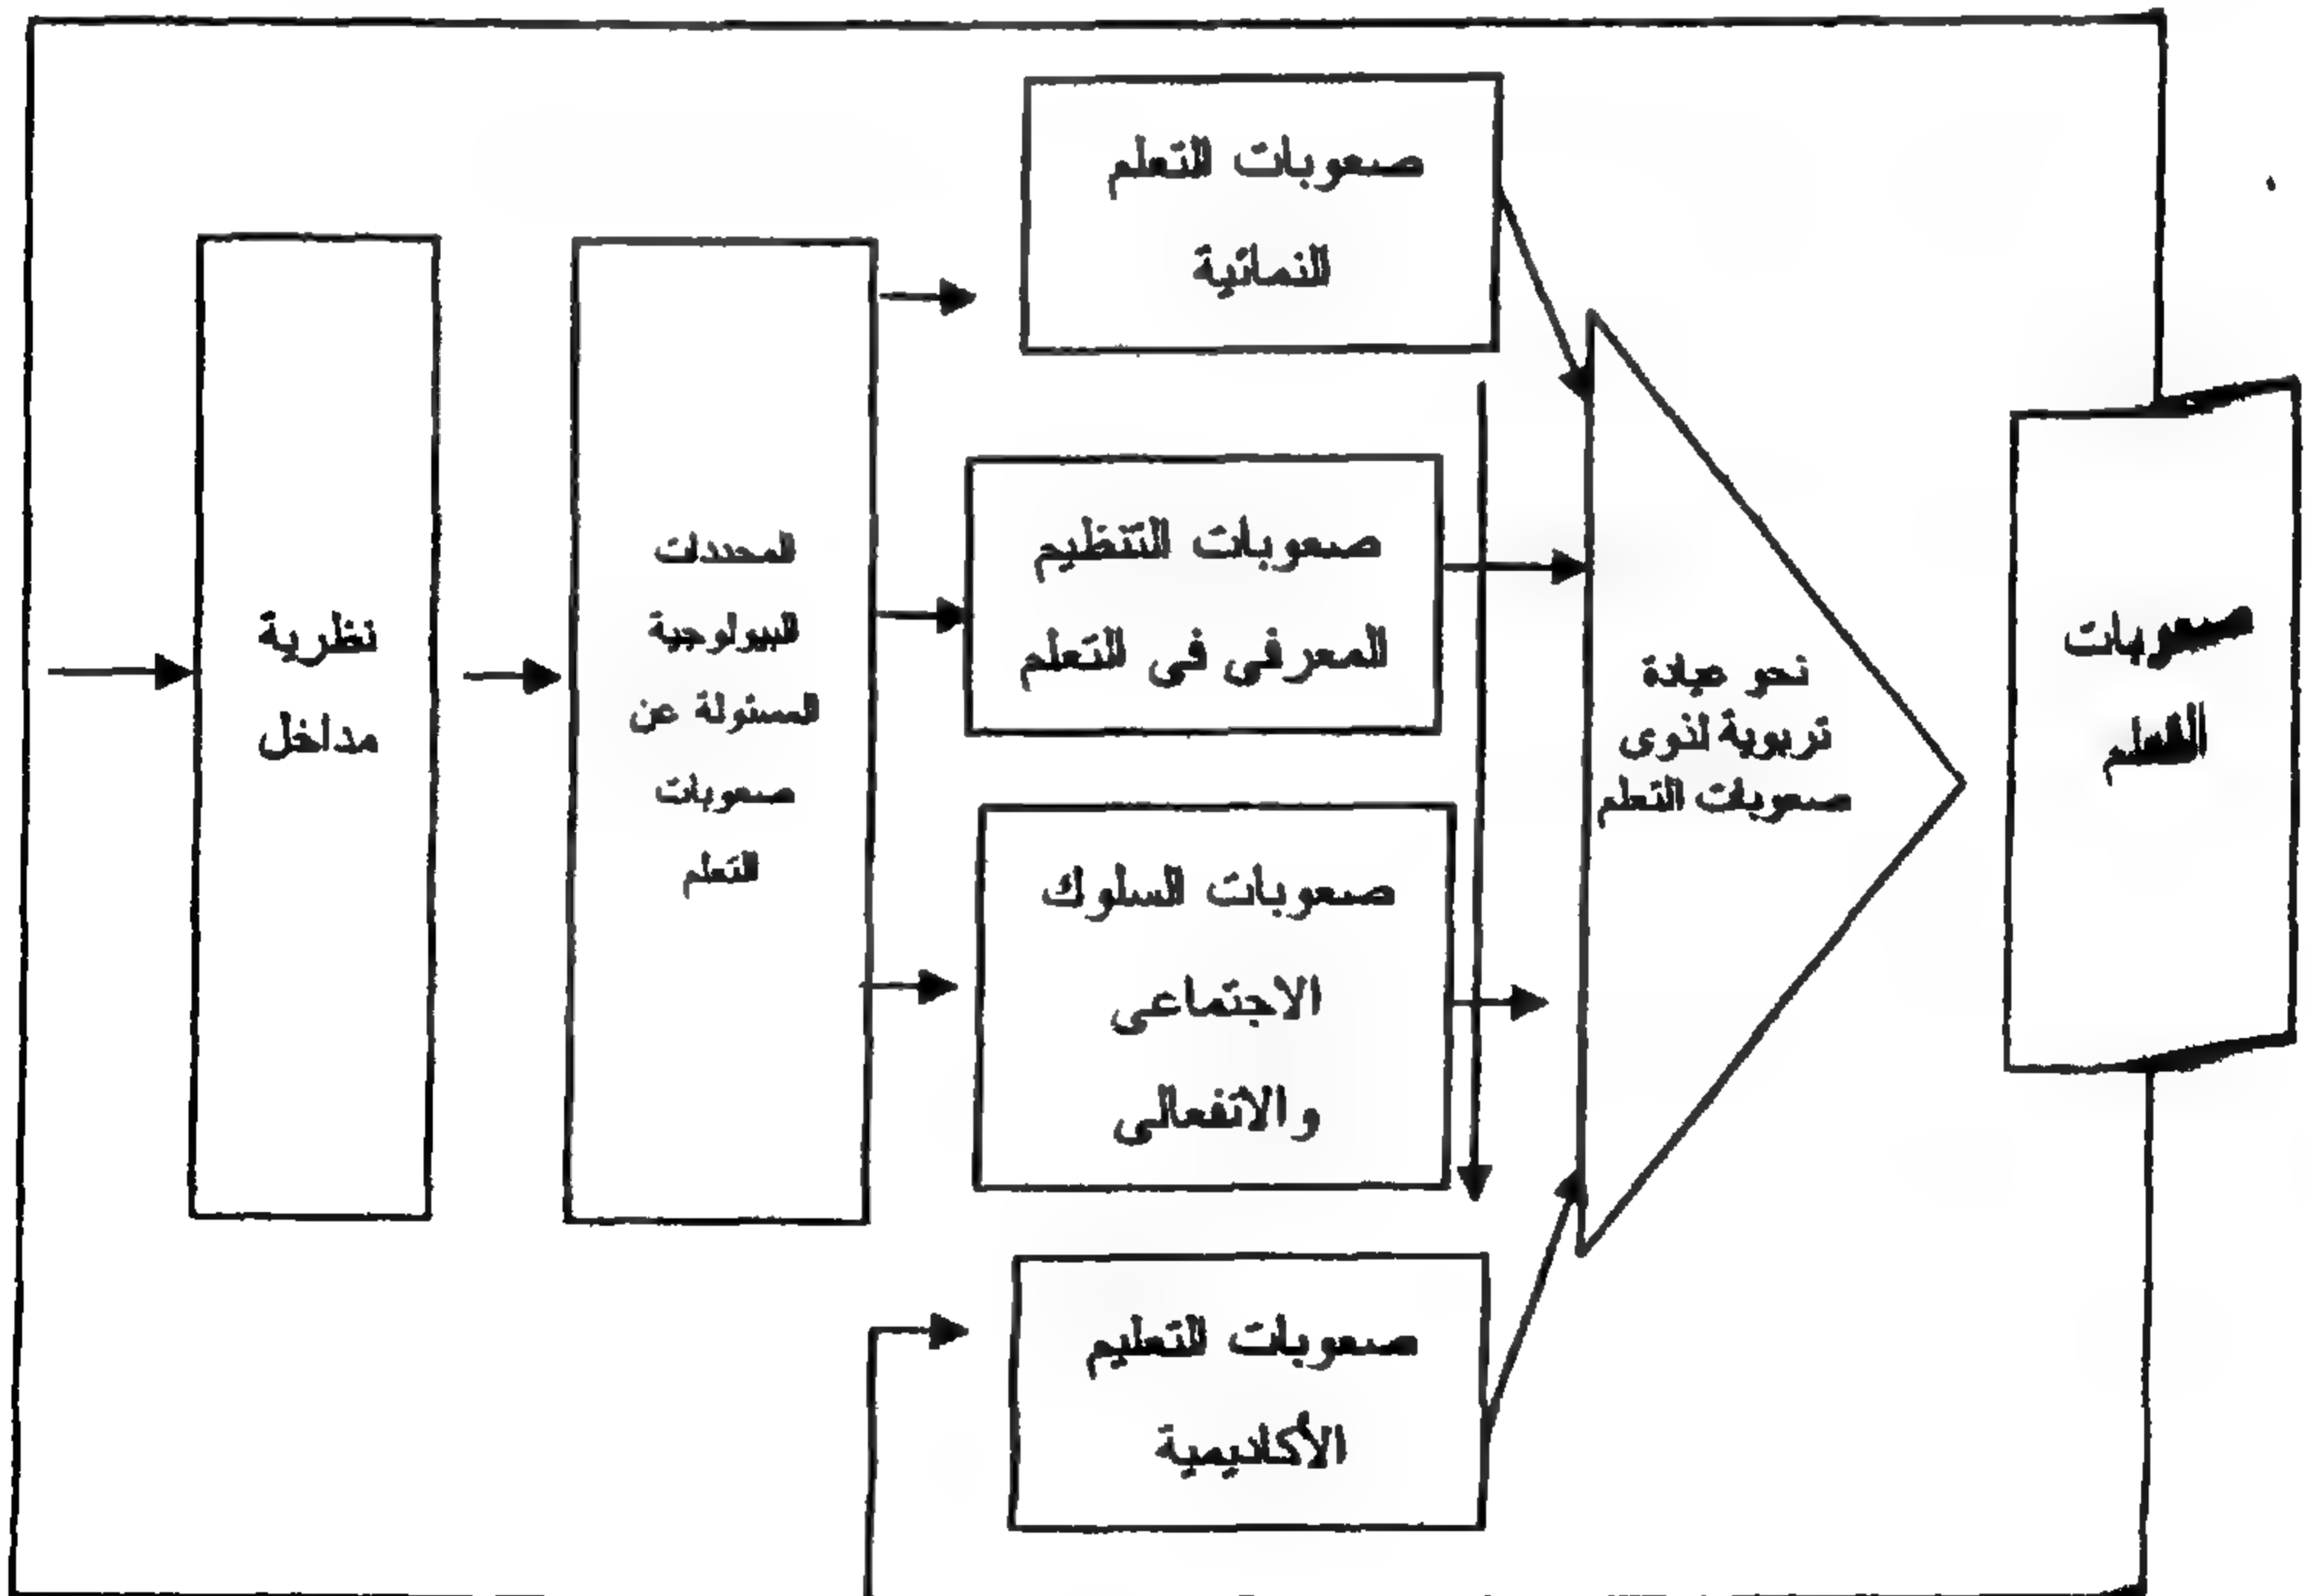 صعوبات
التعلم
نحو عيادة
تربوية لذوى
صعوبات التعلم
صعوبات التعلم
النمائية
صعوبات التنظيم
المعرفى فى التعلم
صعوبات السلوك
الاجتماعى
والانفعالى
صعوبات التعليم
الأكاديمية
المحددات
البيولوجية
المسئولة عن
صعوبات
التعلم
نظرية
مداخل